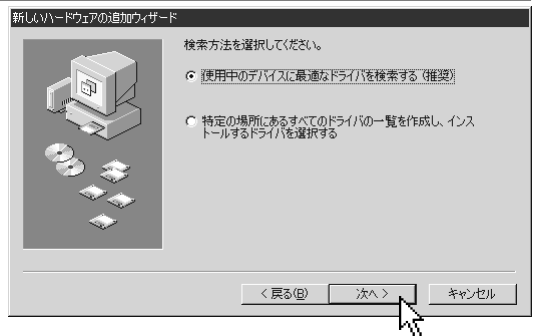 新しいハードウェアの追加ウィザード
検索方法を選択してください。
使用中のデバイスに最適なドライバを検索する（推奨）
特定の場所にあるすべてのドライバの一覧を作成し、インス
トールするドライバを選択する
< 戻る(B)
次へ >
キャンセル